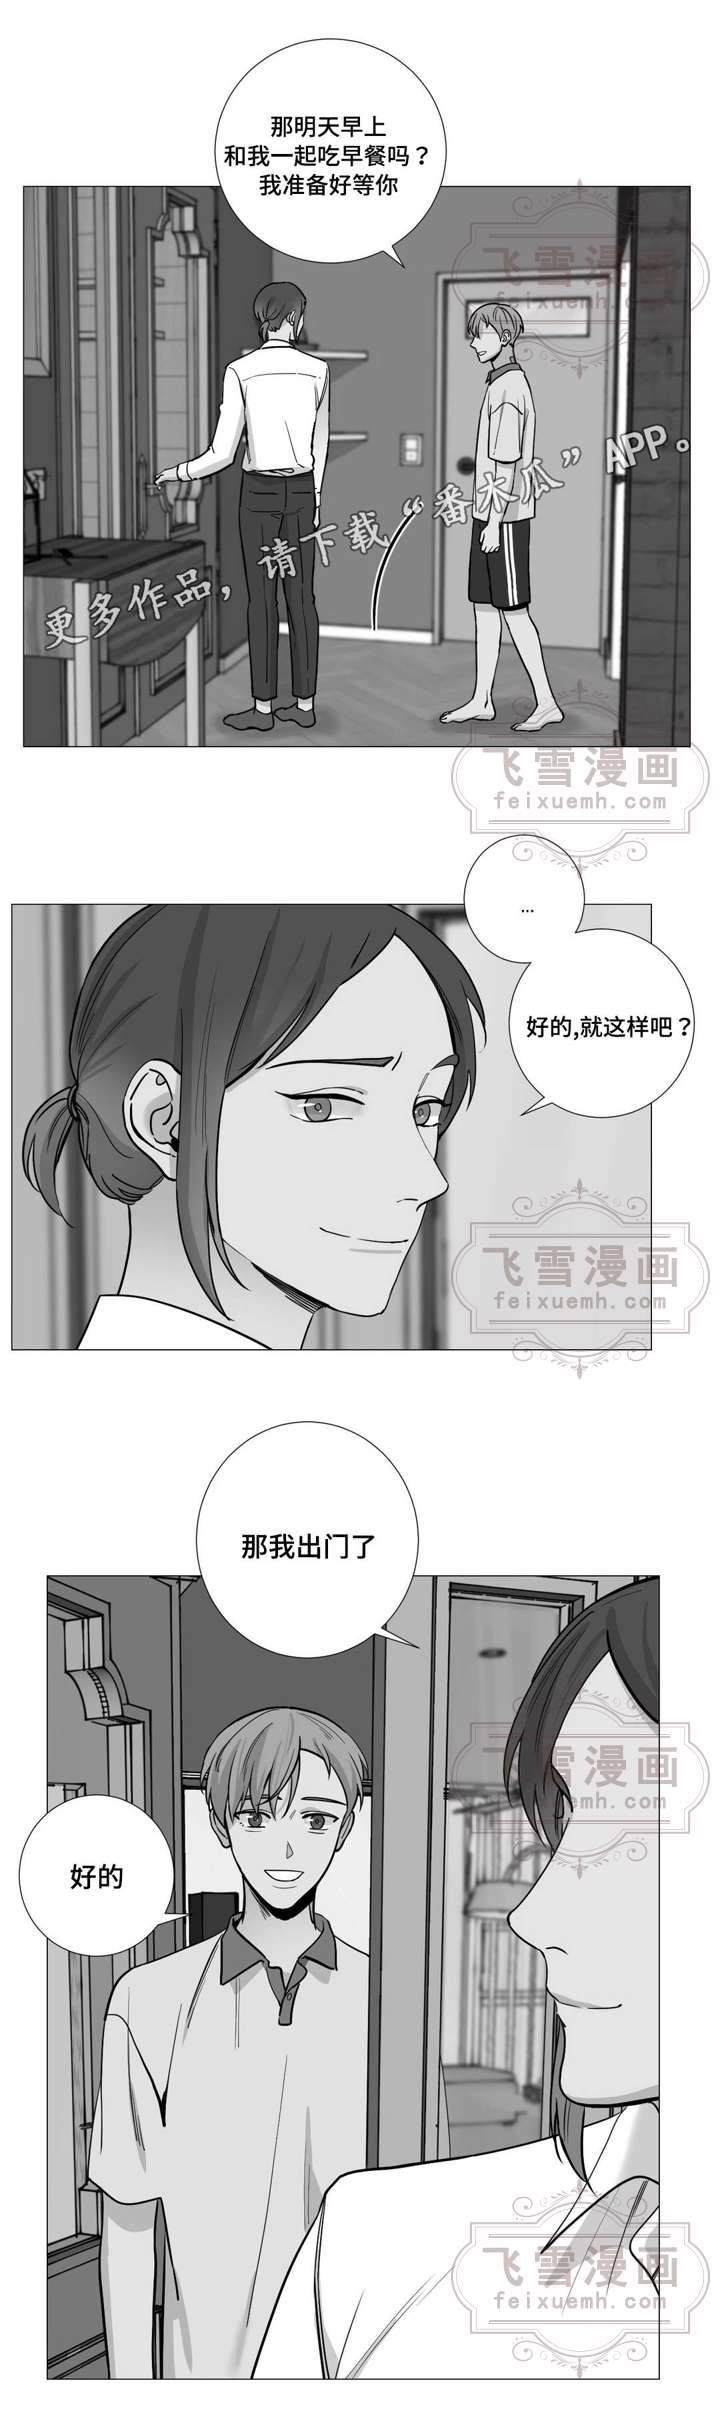 那明天早上
和我一起吃早餐吗？
我准备好等你
飞雪漫画
feixuemh.com
更多作品，请下载“番木瓜”APP。
飞雪漫画
feixuemh.com
...
好的,就这样吧？
飞雪漫画
feixuemh.com
那我出门了
飞雪漫画
feixuemh.com
好的
飞雪漫画
feixuemh.com